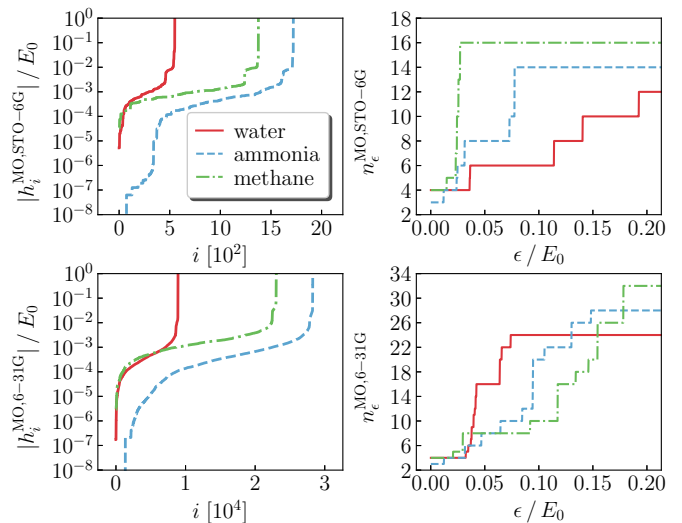 |h_i^{MO,STO−6G}| / E_0
10^0
10^{−1}
10^{−2}
10^{−3}
10^{−4}
10^{−5}
10^{−6}
10^{−7}
10^{−8}
water
ammonia
methane
0 5 10 15 20
i [10^2]
n_ϵ^{MO,STO−6G}
18
16
14
12
10
8
6
4
2
0.00 0.05 0.10 0.15 0.20
ϵ / E_0
|h_i^{MO,6−31G}| / E_0
10^0
10^{−1}
10^{−2}
10^{−3}
10^{−4}
10^{−5}
10^{−6}
10^{−7}
10^{−8}
0 1 2 3
i [10^4]
n_ϵ^{MO,6−31G}
34
26
22
18
14
10
6
2
0.00 0.05 0.10 0.15 0.20
ϵ / E_0